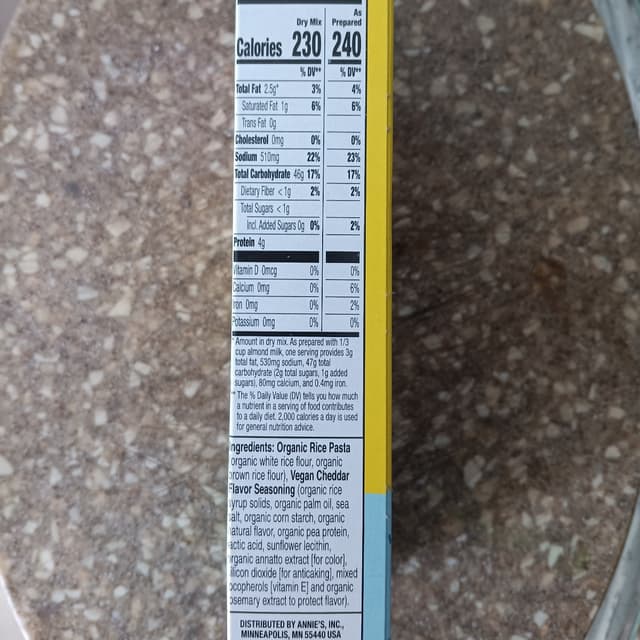 As
Dry Mix Prepared
Calories 230 240
% DV** % DV**
Total Fat 2.5g* 3% 4%
Saturated Fat 1g 6% 6%
Trans Fat 0g
Cholesterol 0mg 0% 0%
Sodium 510mg 22% 23%
Total Carbohydrate 46g 17% 17%
Dietary Fiber <1g 2% 2%
Total Sugars <1g
Incl. Added Sugars 0g 0% 2%
Protein 4g
Vitamin D 0mcg 0% 0%
Calcium 0mg 0% 6%
Iron 0mg 0% 2%
Potassium 0mg 0% 0%
* Amount in dry mix. As prepared with 1/3
cup almond milk, one serving provides 3g
total fat, 530mg sodium, 47g total
carbohydrate (2g total sugars, 1g added
sugars), 80mg calcium, and 0.4mg iron.
** The % Daily Value (DV) tells you how much
a nutrient in a serving of food contributes
to a daily diet. 2,000 calories a day is used
for general nutrition advice.
ngredients: Organic Rice Pasta
organic white rice flour, organic
brown rice flour), Vegan Cheddar
Flavor Seasoning (organic rice
syrup solids, organic palm oil, sea
salt, organic corn starch, organic
natural flavor, organic pea protein,
actic acid, sunflower lecithin,
organic annatto extract [for color],
silicon dioxide [for anticaking], mixed
ocopherols [vitamin E] and organic
osemary extract to protect flavor).
DISTRIBUTED BY ANNIE'S, INC.,
MINNEAPOLIS, MN 55440 USA